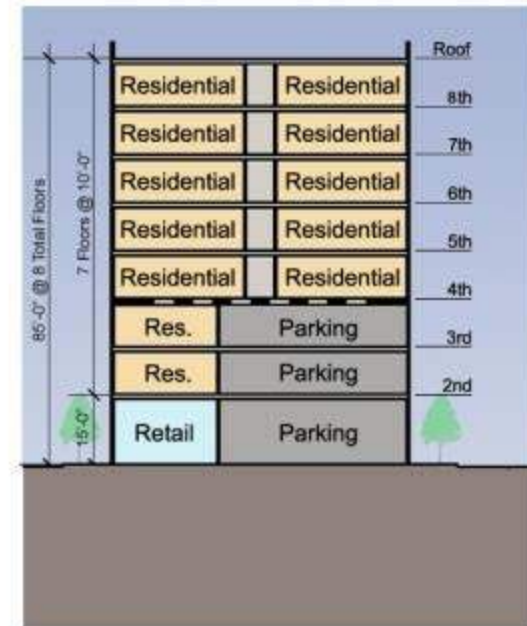 Roof
Residential Residential
8th
Residential Residential
7th
Residential Residential
6th
Residential Residential
5th
Residential Residential
4th
Res. Parking
3rd
Res. Parking
2nd
Retail Parking
85'-0" @ 8 Total Floors
7 Floors @ 10'-0"
15'-0"